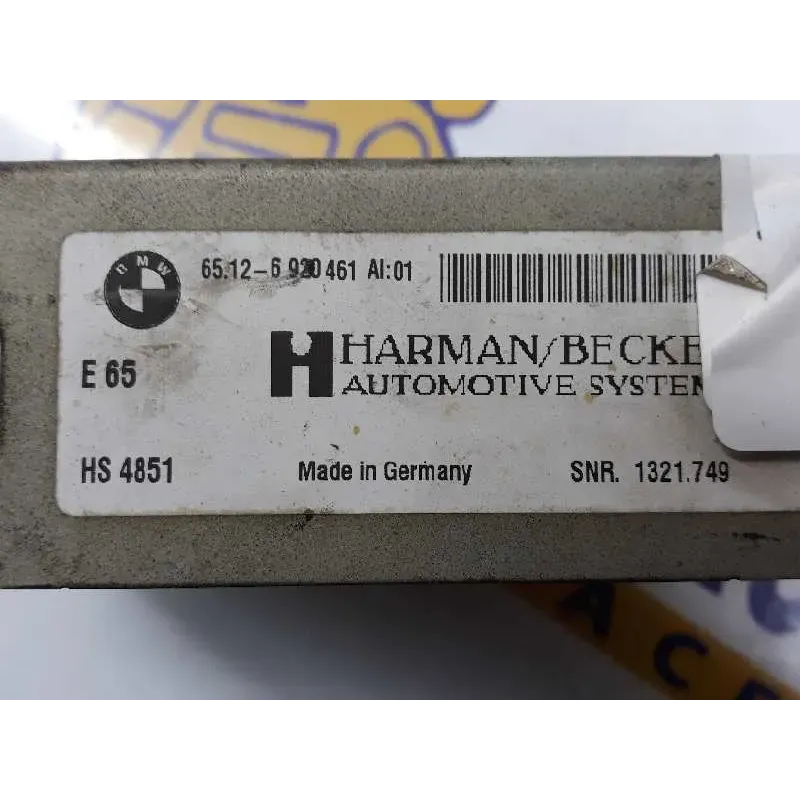 BMW
65.12-6 920 461 AI:01
E 65
H HARMAN/BECKE
AUTOMOTIVE SYSTEM
HS 4851
Made in Germany
SNR. 1321.749
ACE